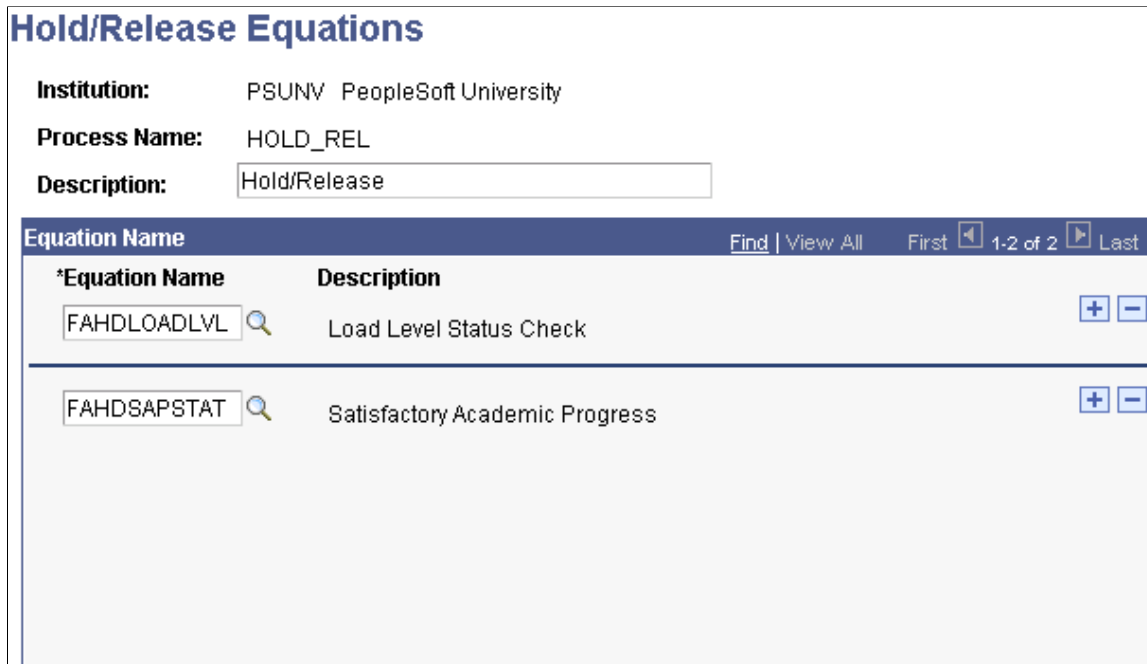 Hold/Release Equations
Institution: PSUNV PeopleSoft University
Process Name: HOLD_REL
Description: Hold/Release
Equation Name Find | View All First 1-2 of 2 Last
*Equation Name Description
FAHDLOADLVL Load Level Status Check
FAHDSAPSTAT Satisfactory Academic Progress